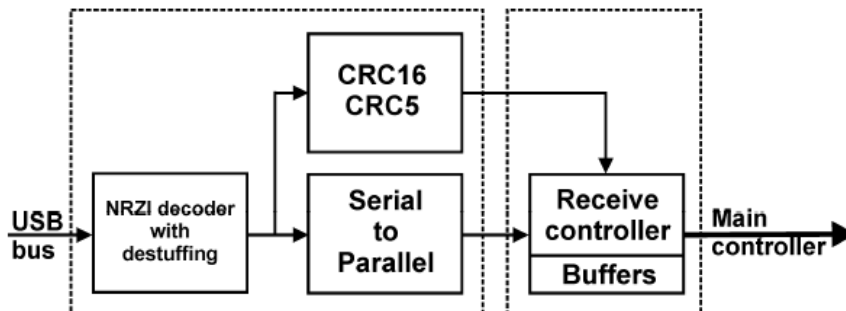 CRC16
CRC5
USB
bus
NRZI decoder
with
destuffing
Serial
to
Parallel
Receive
controller
Buffers
Main
controller